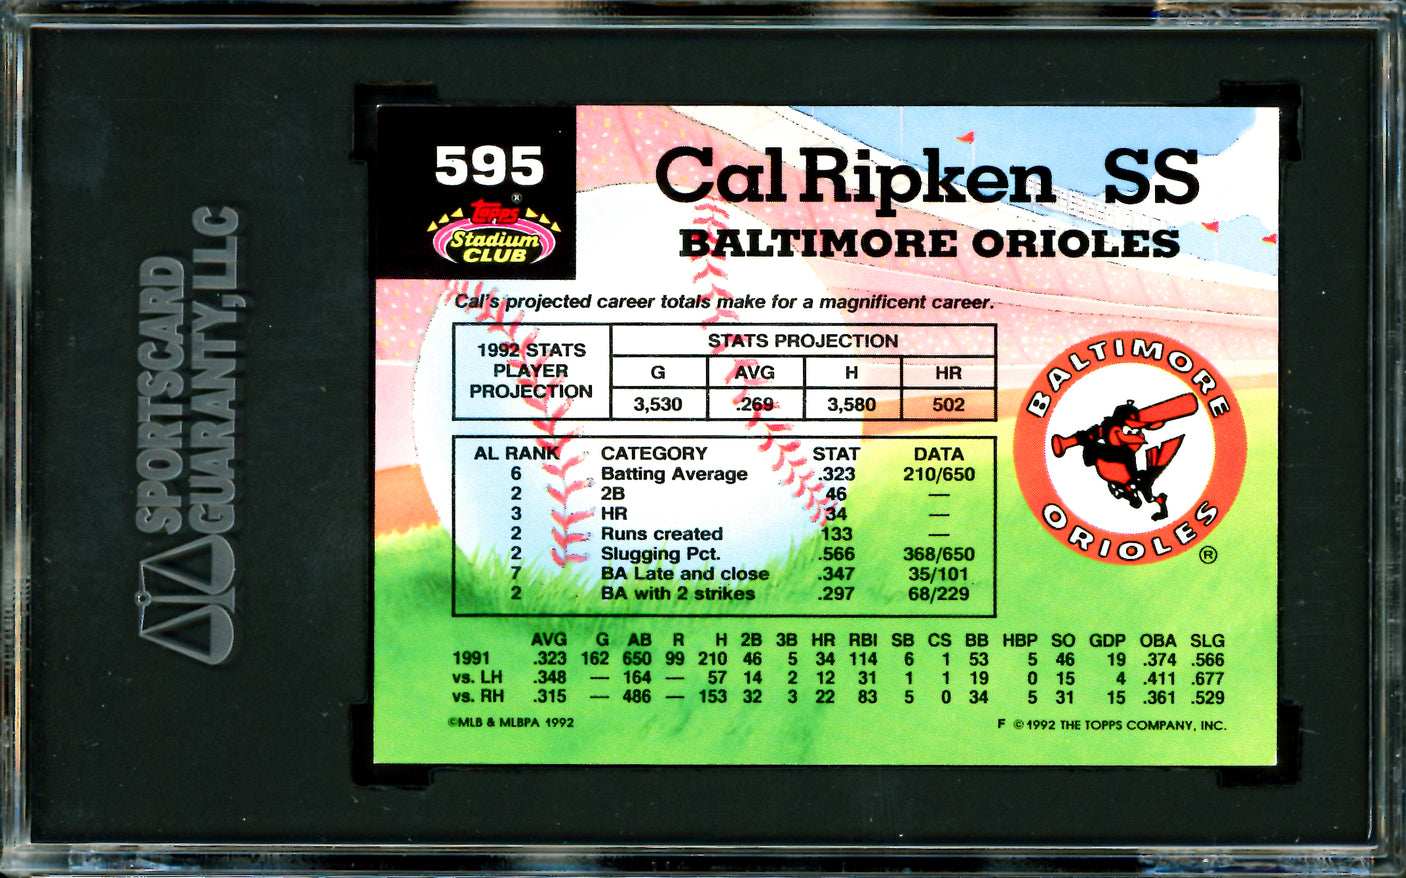 SPORTSCARD
GUARANTY, LLC
595
Topps ®
Stadium
CLUB
Cal Ripken SS
BALTIMORE ORIOLES
Cal's projected career totals make for a magnificent career.
1992 STATS
PLAYER
PROJECTION
STATS PROJECTION
G AVG H HR
3,530 .269 3,580 502
BALTIMORE
ORIOLES
®
AL RANK CATEGORY STAT DATA
6 Batting Average .323 210/650
2 2B 46 —
3 HR 34 —
2 Runs created 133 —
2 Slugging Pct. .566 368/650
7 BA Late and close .347 35/101
2 BA with 2 strikes .297 68/229
AVG G AB R H 2B 3B HR RBI SB CS BB HBP SO GDP OBA SLG
1991 .323 162 650 99 210 46 5 34 114 6 1 53 5 46 19 .374 .566
vs. LH .348 — 164 — 57 14 2 12 31 1 1 19 0 15 4 .411 .677
vs. RH .315 — 486 — 153 32 3 22 83 5 0 34 5 31 15 .361 .529
©MLB & MLBPA 1992
F © 1992 THE TOPPS COMPANY, INC.